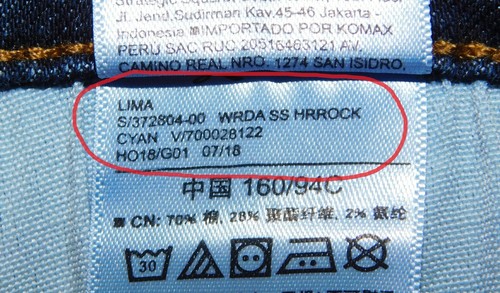 Jl. Jend.Sudirman Kav.45-46 Jakarta -
Indonesia IMPORTADO POR KOMAX
PERU SAC RUC 20516463121 AV.
CAMINO REAL NRO. 1274 SAN ISIDRO,
LIMA
S/372804-00 WRDA SS HRROCK
CYAN V/700028122
HO18/G01 07/18
中国 160/94C
CN: 70% 棉, 28% 聚酯纤维, 2% 氨纶
30